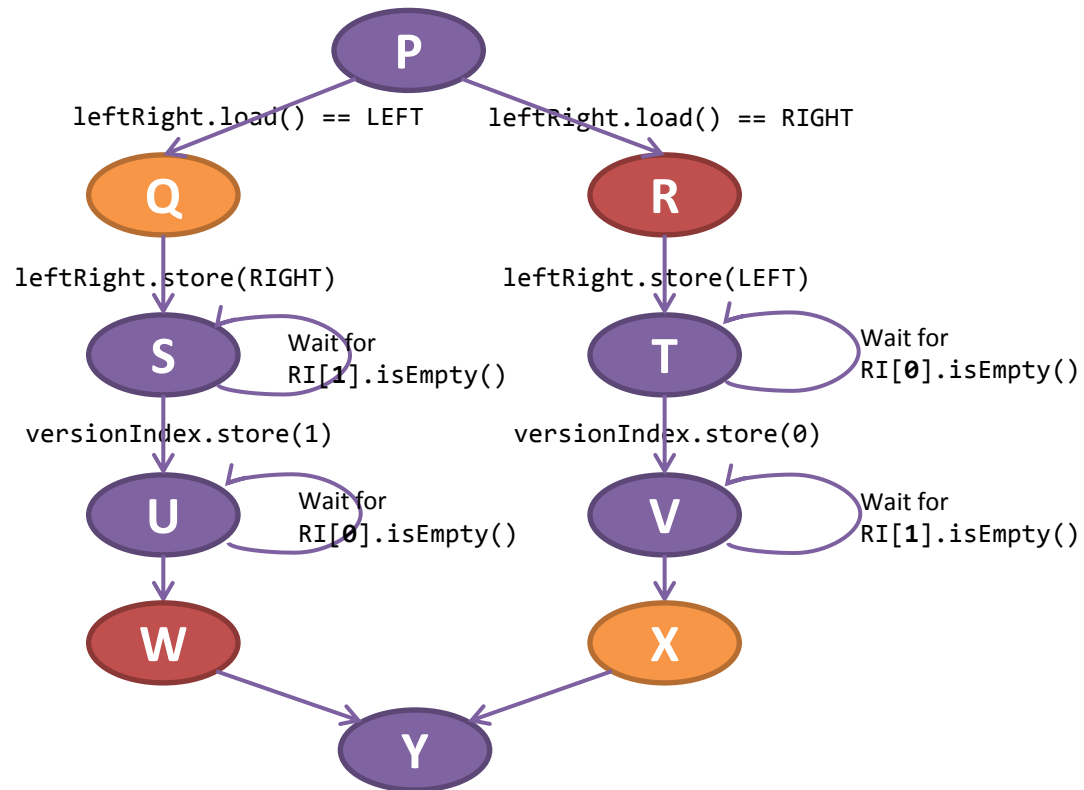 P
leftRight.load() == LEFT
leftRight.load() == RIGHT
Q
R
leftRight.store(RIGHT)
leftRight.store(LEFT)
S
Wait for
RI[1].isEmpty()
T
Wait for
RI[0].isEmpty()
versionIndex.store(1)
versionIndex.store(0)
U
Wait for
RI[0].isEmpty()
V
Wait for
RI[1].isEmpty()
W
X
Y